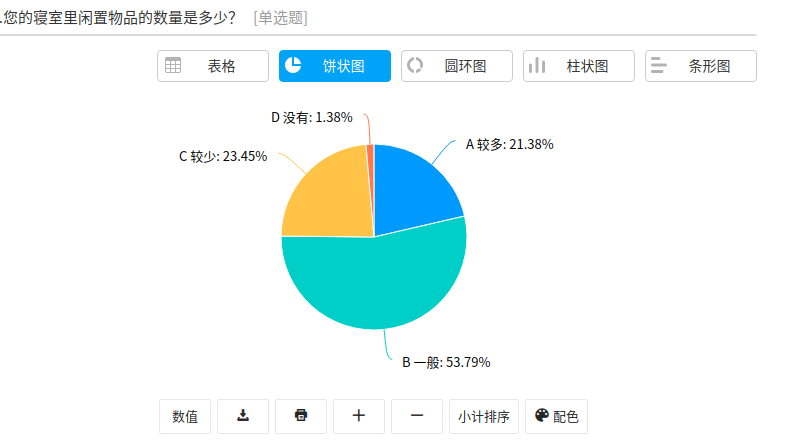 .您的寝室里闲置物品的数量是多少？ [单选题]
表格 饼状图 圆环图 柱状图 条形图
D 没有: 1.38%
A 较多: 21.38%
C 较少: 23.45%
B 一般: 53.79%
数值 小计排序 配色